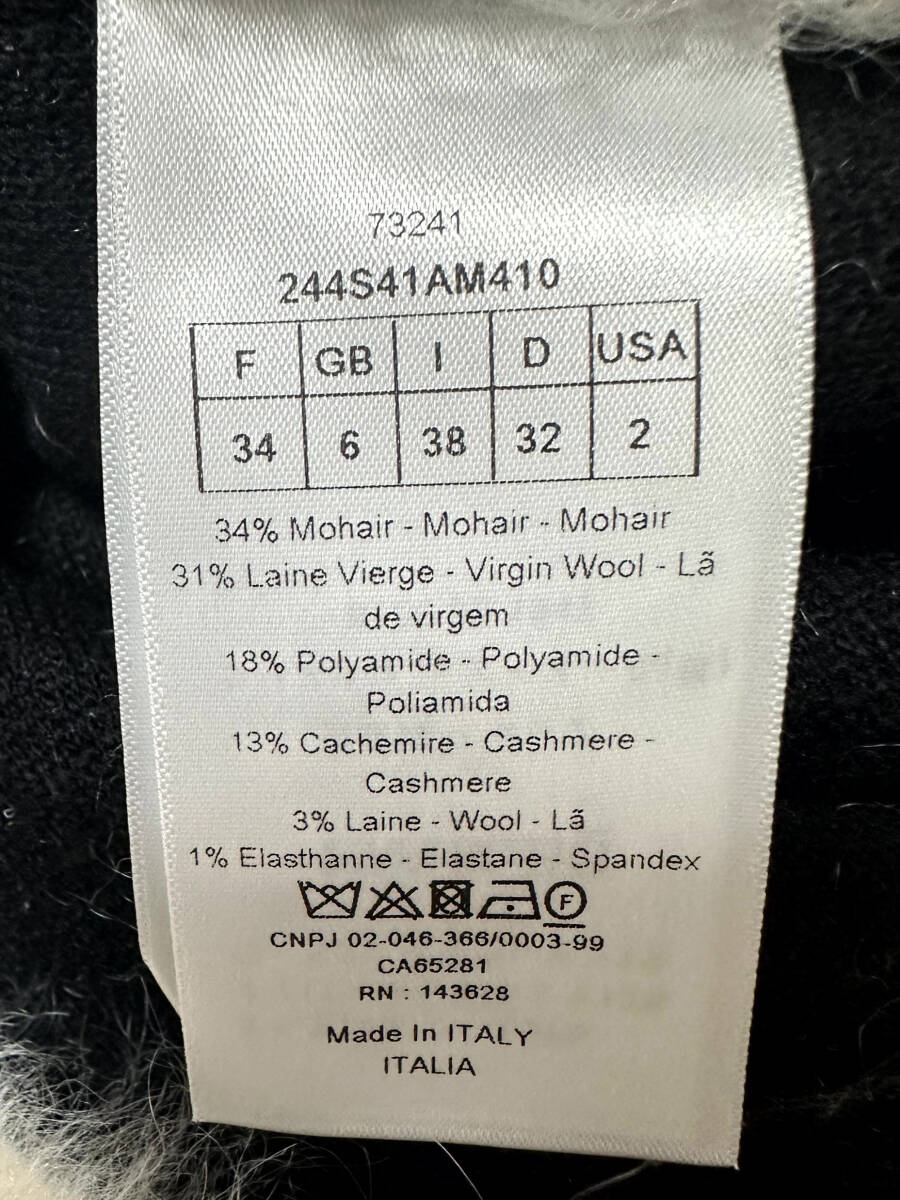 73241
244S41AM410
F GB I D USA
34 6 38 32 2
34% Mohair - Mohair - Mohair
31% Laine Vierge - Virgin Wool - Lã
de virgem
18% Polyamide - Polyamide -
Poliamida
13% Cachemire - Cashmere -
Cashmere
3% Laine - Wool - Lã
1% Elasthanne - Elastane - Spandex
F
CNPJ 02-046-366/0003-99
CA65281
RN : 143628
Made In ITALY
ITALIA